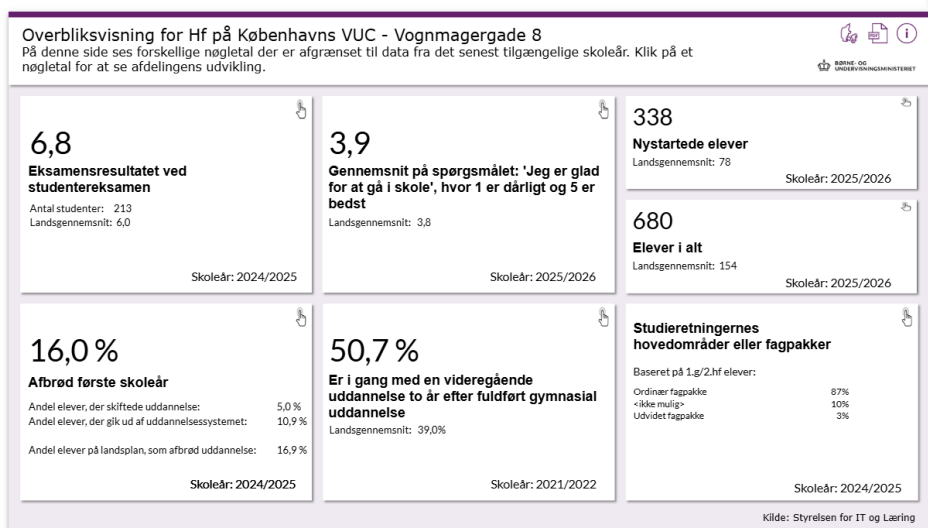 Overbliksvisning for Hf på Københavns VUC - Vognmagergade 8
På denne side ses forskellige nøgletal der er afgrænset til data fra det senest tilgængelige skoleår. Klik på et
nøgletal for at se afdelingens udvikling.
PDF
i
BØRNE- OG
UNDERVISNINGSMINISTERIET
6,8
Eksamensresultatet ved
studentereksamen
Antal studenter: 213
Landsgennemsnit: 6,0
Skoleår: 2024/2025
3,9
Gennemsnit på spørgsmålet: 'Jeg er glad
for at gå i skole', hvor 1 er dårligt og 5 er
bedst
Landsgennemsnit: 3,8
Skoleår: 2025/2026
338
Nystartede elever
Landsgennemsnit: 78
Skoleår: 2025/2026
680
Elever i alt
Landsgennemsnit: 154
Skoleår: 2025/2026
16,0 %
Afbrød første skoleår
Andel elever, der skiftede uddannelse: 5,0 %
Andel elever, der gik ud af uddannelsessystemet: 10,9 %
Andel elever på landsplan, som afbrød uddannelse: 16,9 %
Skoleår: 2024/2025
50,7 %
Er i gang med en videregående
uddannelse to år efter fuldført gymnasial
uddannelse
Landsgennemsnit: 39,0%
Skoleår: 2021/2022
Studieretningernes
hovedområder eller fagpakker
Baseret på 1.g/2.hf elever:
Ordinær fagpakke 87%
<ikke mulig> 10%
Udvidet fagpakke 3%
Skoleår: 2024/2025
Kilde: Styrelsen for IT og Læring